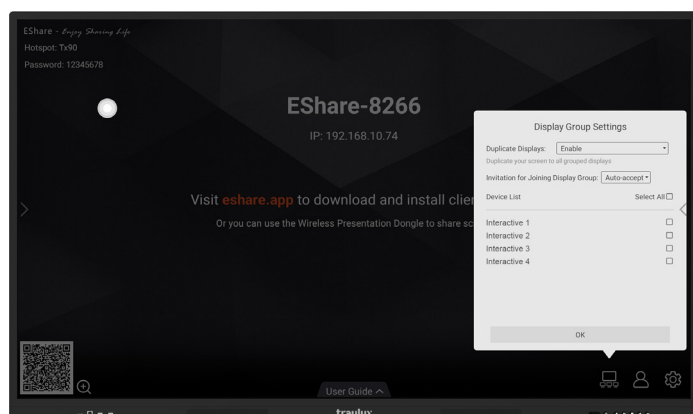 EShare - Enjoy Sharing Life
Hotspot: Tx90
Password: 12345678
EShare-8266
IP: 192.168.10.74
Visit eshare.app to download and install clie
Or you can use the Wireless Presentation Dongle to share sc
Display Group Settings
Duplicate Displays: Enable
Duplicate your screen to all grouped displays
Invitation for Joining Display Group: Auto-accept
Device List Select All
Interactive 1
Interactive 2
Interactive 3
Interactive 4
OK
User Guide
traulux